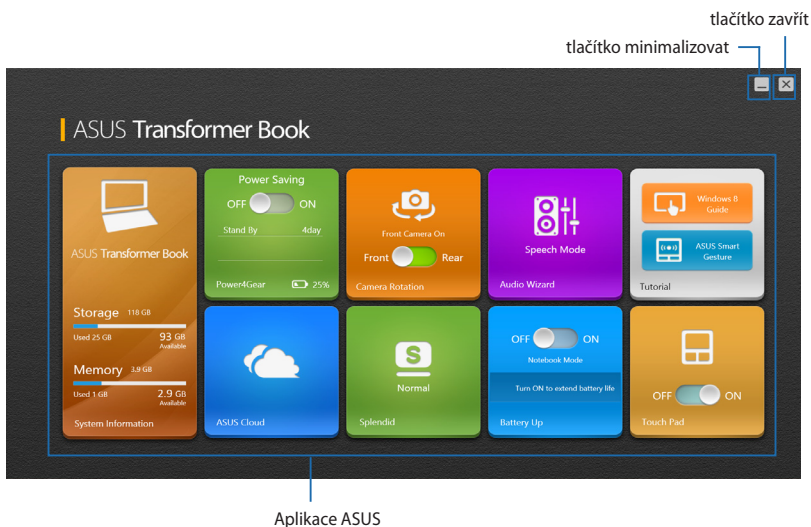 tlačítko zavřít
tlačítko minimalizovat
ASUS Transformer Book
Power Saving
OFF ON
Stand By 4day
Power4Gear 25%
Front Camera On
Front Rear
Camera Rotation
Speech Mode
Audio Wizard
Windows 8
Guide
ASUS Smart
Gesture
Tutorial
ASUS Transformer Book
Storage 118 GB
Used 25 GB 93 GB
Available
Memory 3.9 GB
Used 1 GB 2.9 GB
Available
System Information
ASUS Cloud
S
Normal
Splendid
OFF ON
Notebook Mode
Turn ON to extend battery life
Battery Up
OFF ON
Touch Pad
Aplikace ASUS